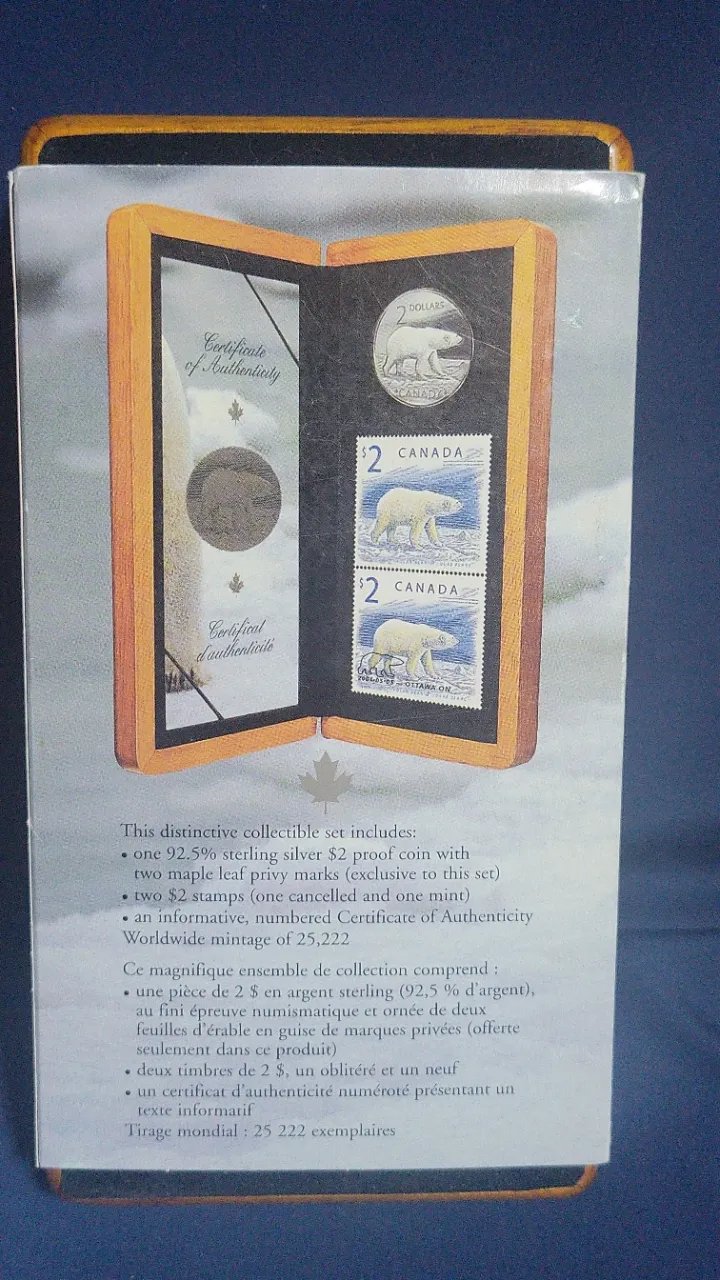 Certificate
of Authenticity
Certificat
d'authenticité
2 DOLLARS
CANADA
$2 CANADA
$2 CANADA
OTTAWA ON
This distinctive collectible set includes:
• one 92.5% sterling silver $2 proof coin with
two maple leaf privy marks (exclusive to this set)
• two $2 stamps (one cancelled and one mint)
• an informative, numbered Certificate of Authenticity
Worldwide mintage of 25,222
Ce magnifique ensemble de collection comprend :
• une pièce de 2 $ en argent sterling (92,5 % d'argent),
au fini épreuve numismatique et ornée de deux
feuilles d'érable en guise de marques privées (offerte
seulement dans ce produit)
• deux timbres de 2 $, un oblitéré et un neuf
• un certificat d'authenticité numéroté présentant un
texte informatif
Tirage mondial : 25 222 exemplaires